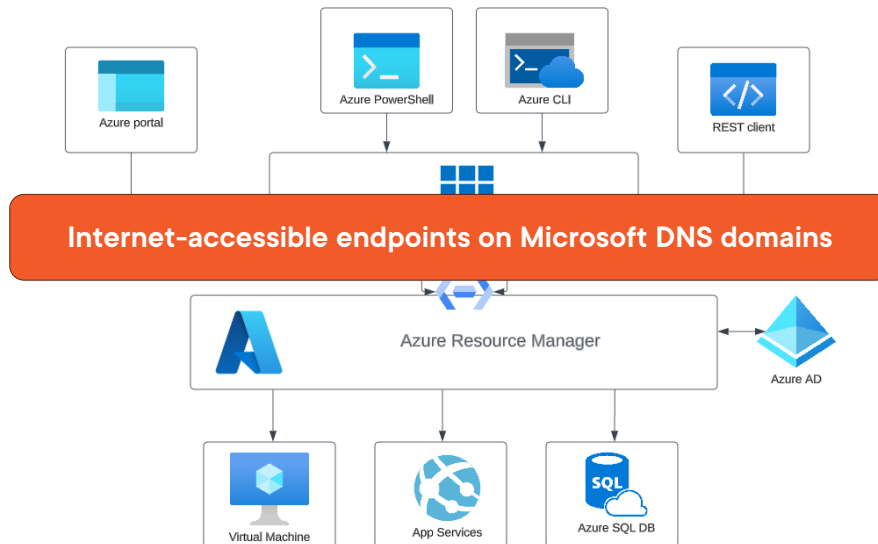 Azure portal
Azure PowerShell
Azure CLI
REST client
Internet-accessible endpoints on Microsoft DNS domains
Azure Resource Manager
Azure AD
Virtual Machine
App Services
SQL
Azure SQL DB